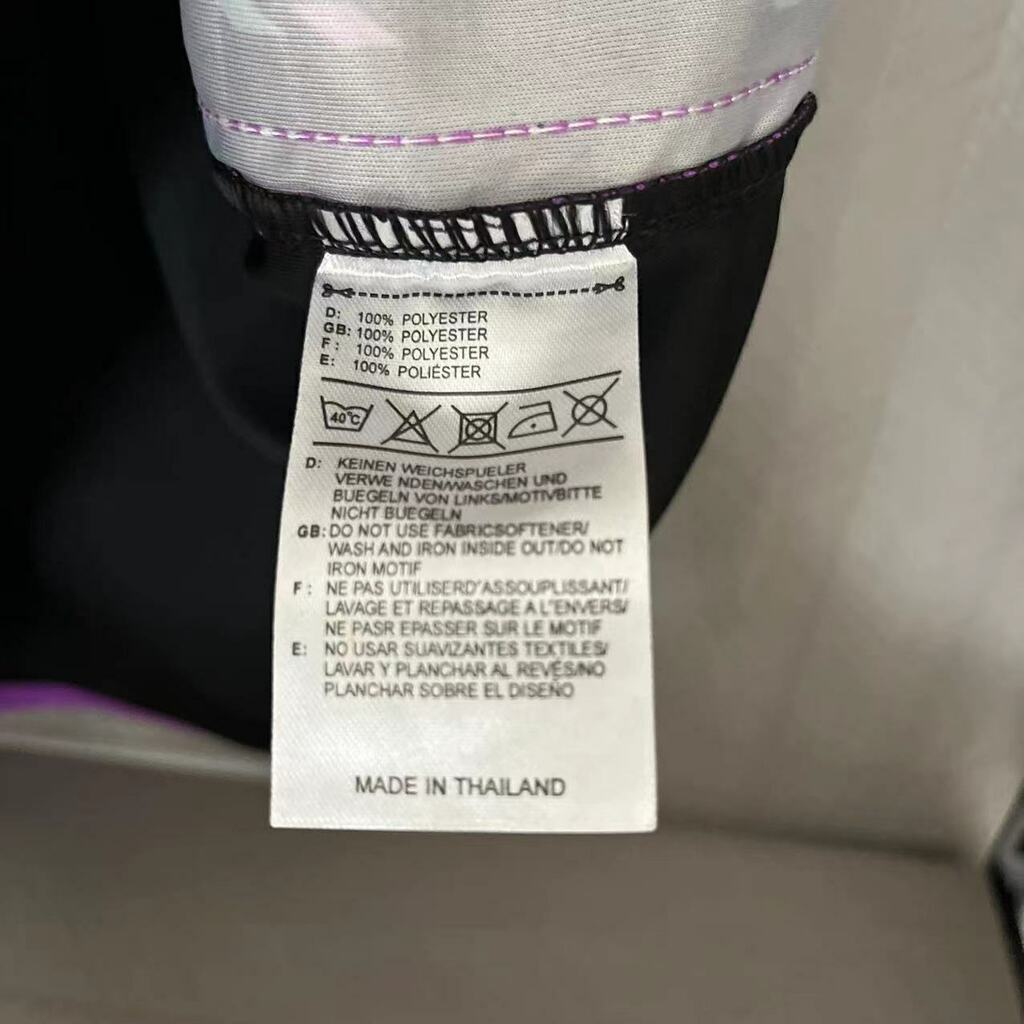 D: 100% POLYESTER
GB: 100% POLYESTER
F: 100% POLYESTER
E: 100% POLIÉSTER
40°C
D: KEINEN WEICHSPUELER
VERWE NDEN/WASCHEN UND
BUEGELN VON LINKS/MOTIVBITTE
NICHT BUEGELN
GB: DO NOT USE FABRICSOFTENER/
WASH AND IRON INSIDE OUT/DO NOT
IRON MOTIF
F: NE PAS UTILISERD'ASSOUPLISSANT/
LAVAGE ET REPASSAGE A L'ENVERS/
NE PASR EPASSER SUR LE MOTIF
E: NO USAR SUAVIZANTES TEXTILES/
LAVAR Y PLANCHAR AL REVÉS/NO
PLANCHAR SOBRE EL DISEÑO
MADE IN THAILAND